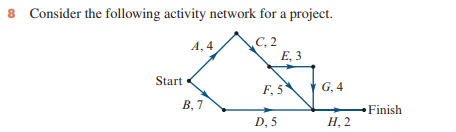 8 Consider the following activity network for a project.
A, 4
C, 2
E, 3
Start
F, 5
G, 4
B, 7
Finish
D, 5
H, 2